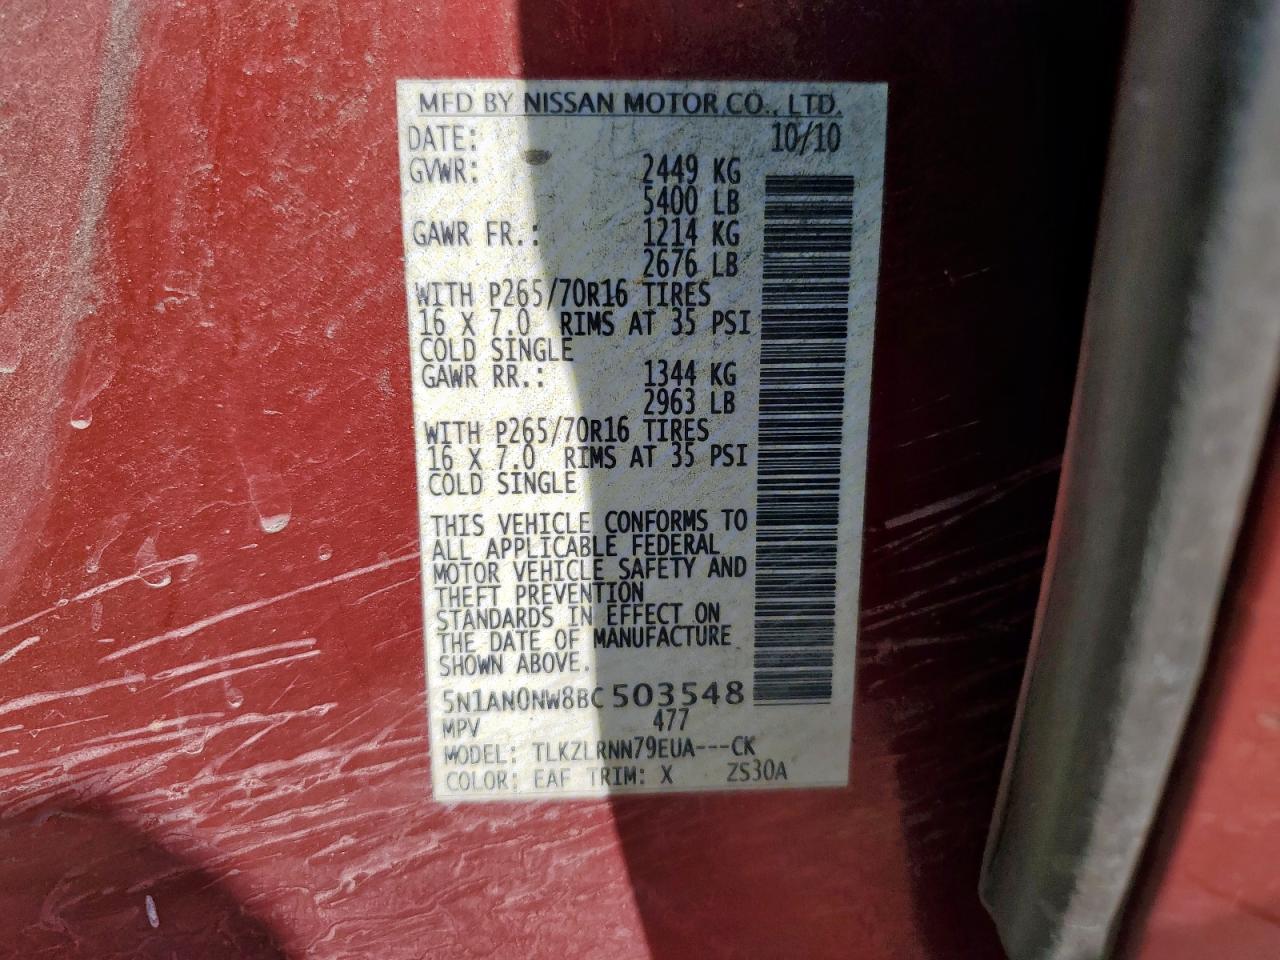 MFD BY NISSAN MOTOR CO., LTD.
DATE: 10/10
GVWR: 2449 KG
5400 LB
GAWR FR.: 1214 KG
2676 LB
WITH P265/70R16 TIRES
16 X 7.0 RIMS AT 35 PSI
COLD SINGLE
GAWR RR.: 1344 KG
2963 LB
WITH P265/70R16 TIRES
16 X 7.0 RIMS AT 35 PSI
COLD SINGLE
THIS VEHICLE CONFORMS TO
ALL APPLICABLE FEDERAL
MOTOR VEHICLE SAFETY AND
THEFT PREVENTION
STANDARDS IN EFFECT ON
THE DATE OF MANUFACTURE
SHOWN ABOVE.
5N1AN0NW8BC503548
MPV 477
MODEL: TLKZLRNN79EUA---CK
COLOR: EAF TRIM: X ZS30A